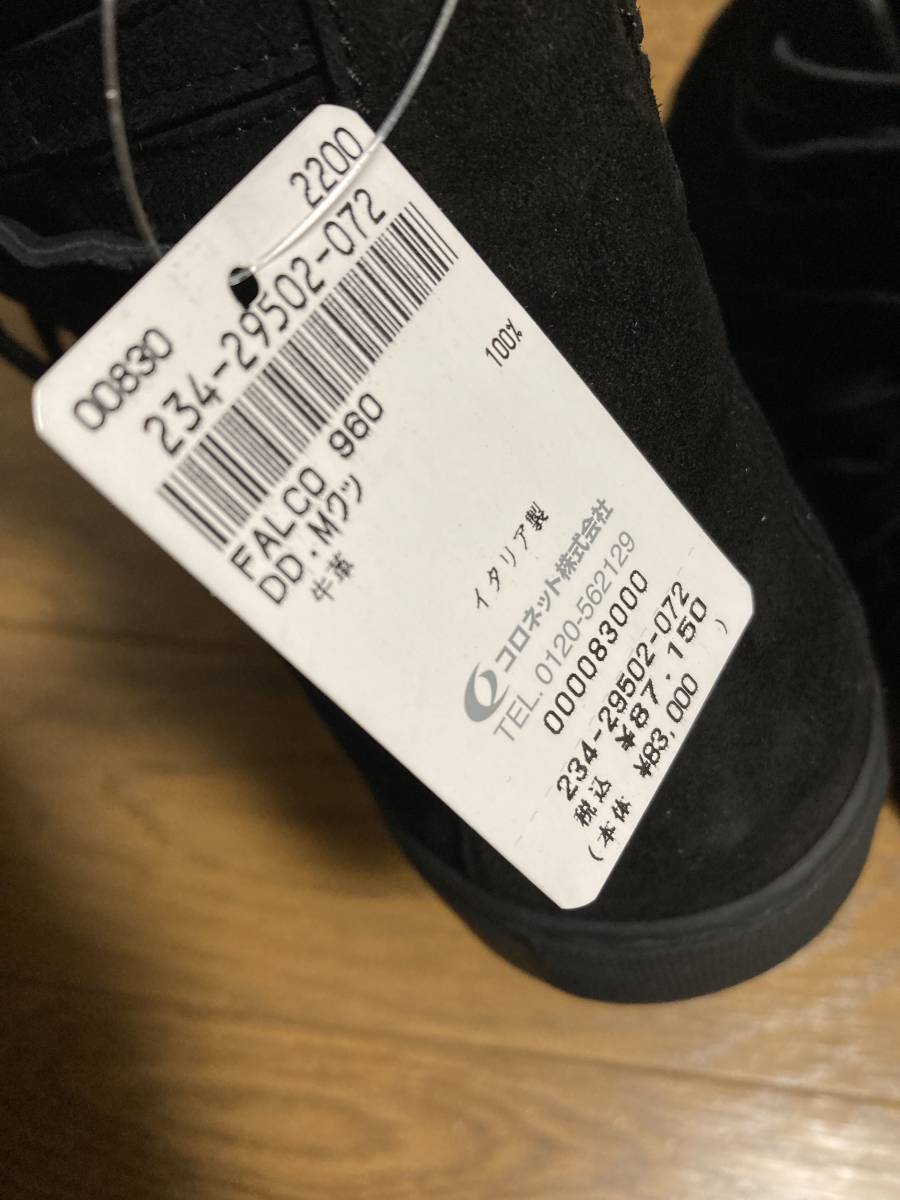 00830 2200
234-29502-072
FALCO 960
DD.Mクツ
牛革 100%
イタリア製
コロネット株式会社
TEL.0120-562129
000083000
234-29502-072
税込 ¥87.150
(本体 ¥83,000 )